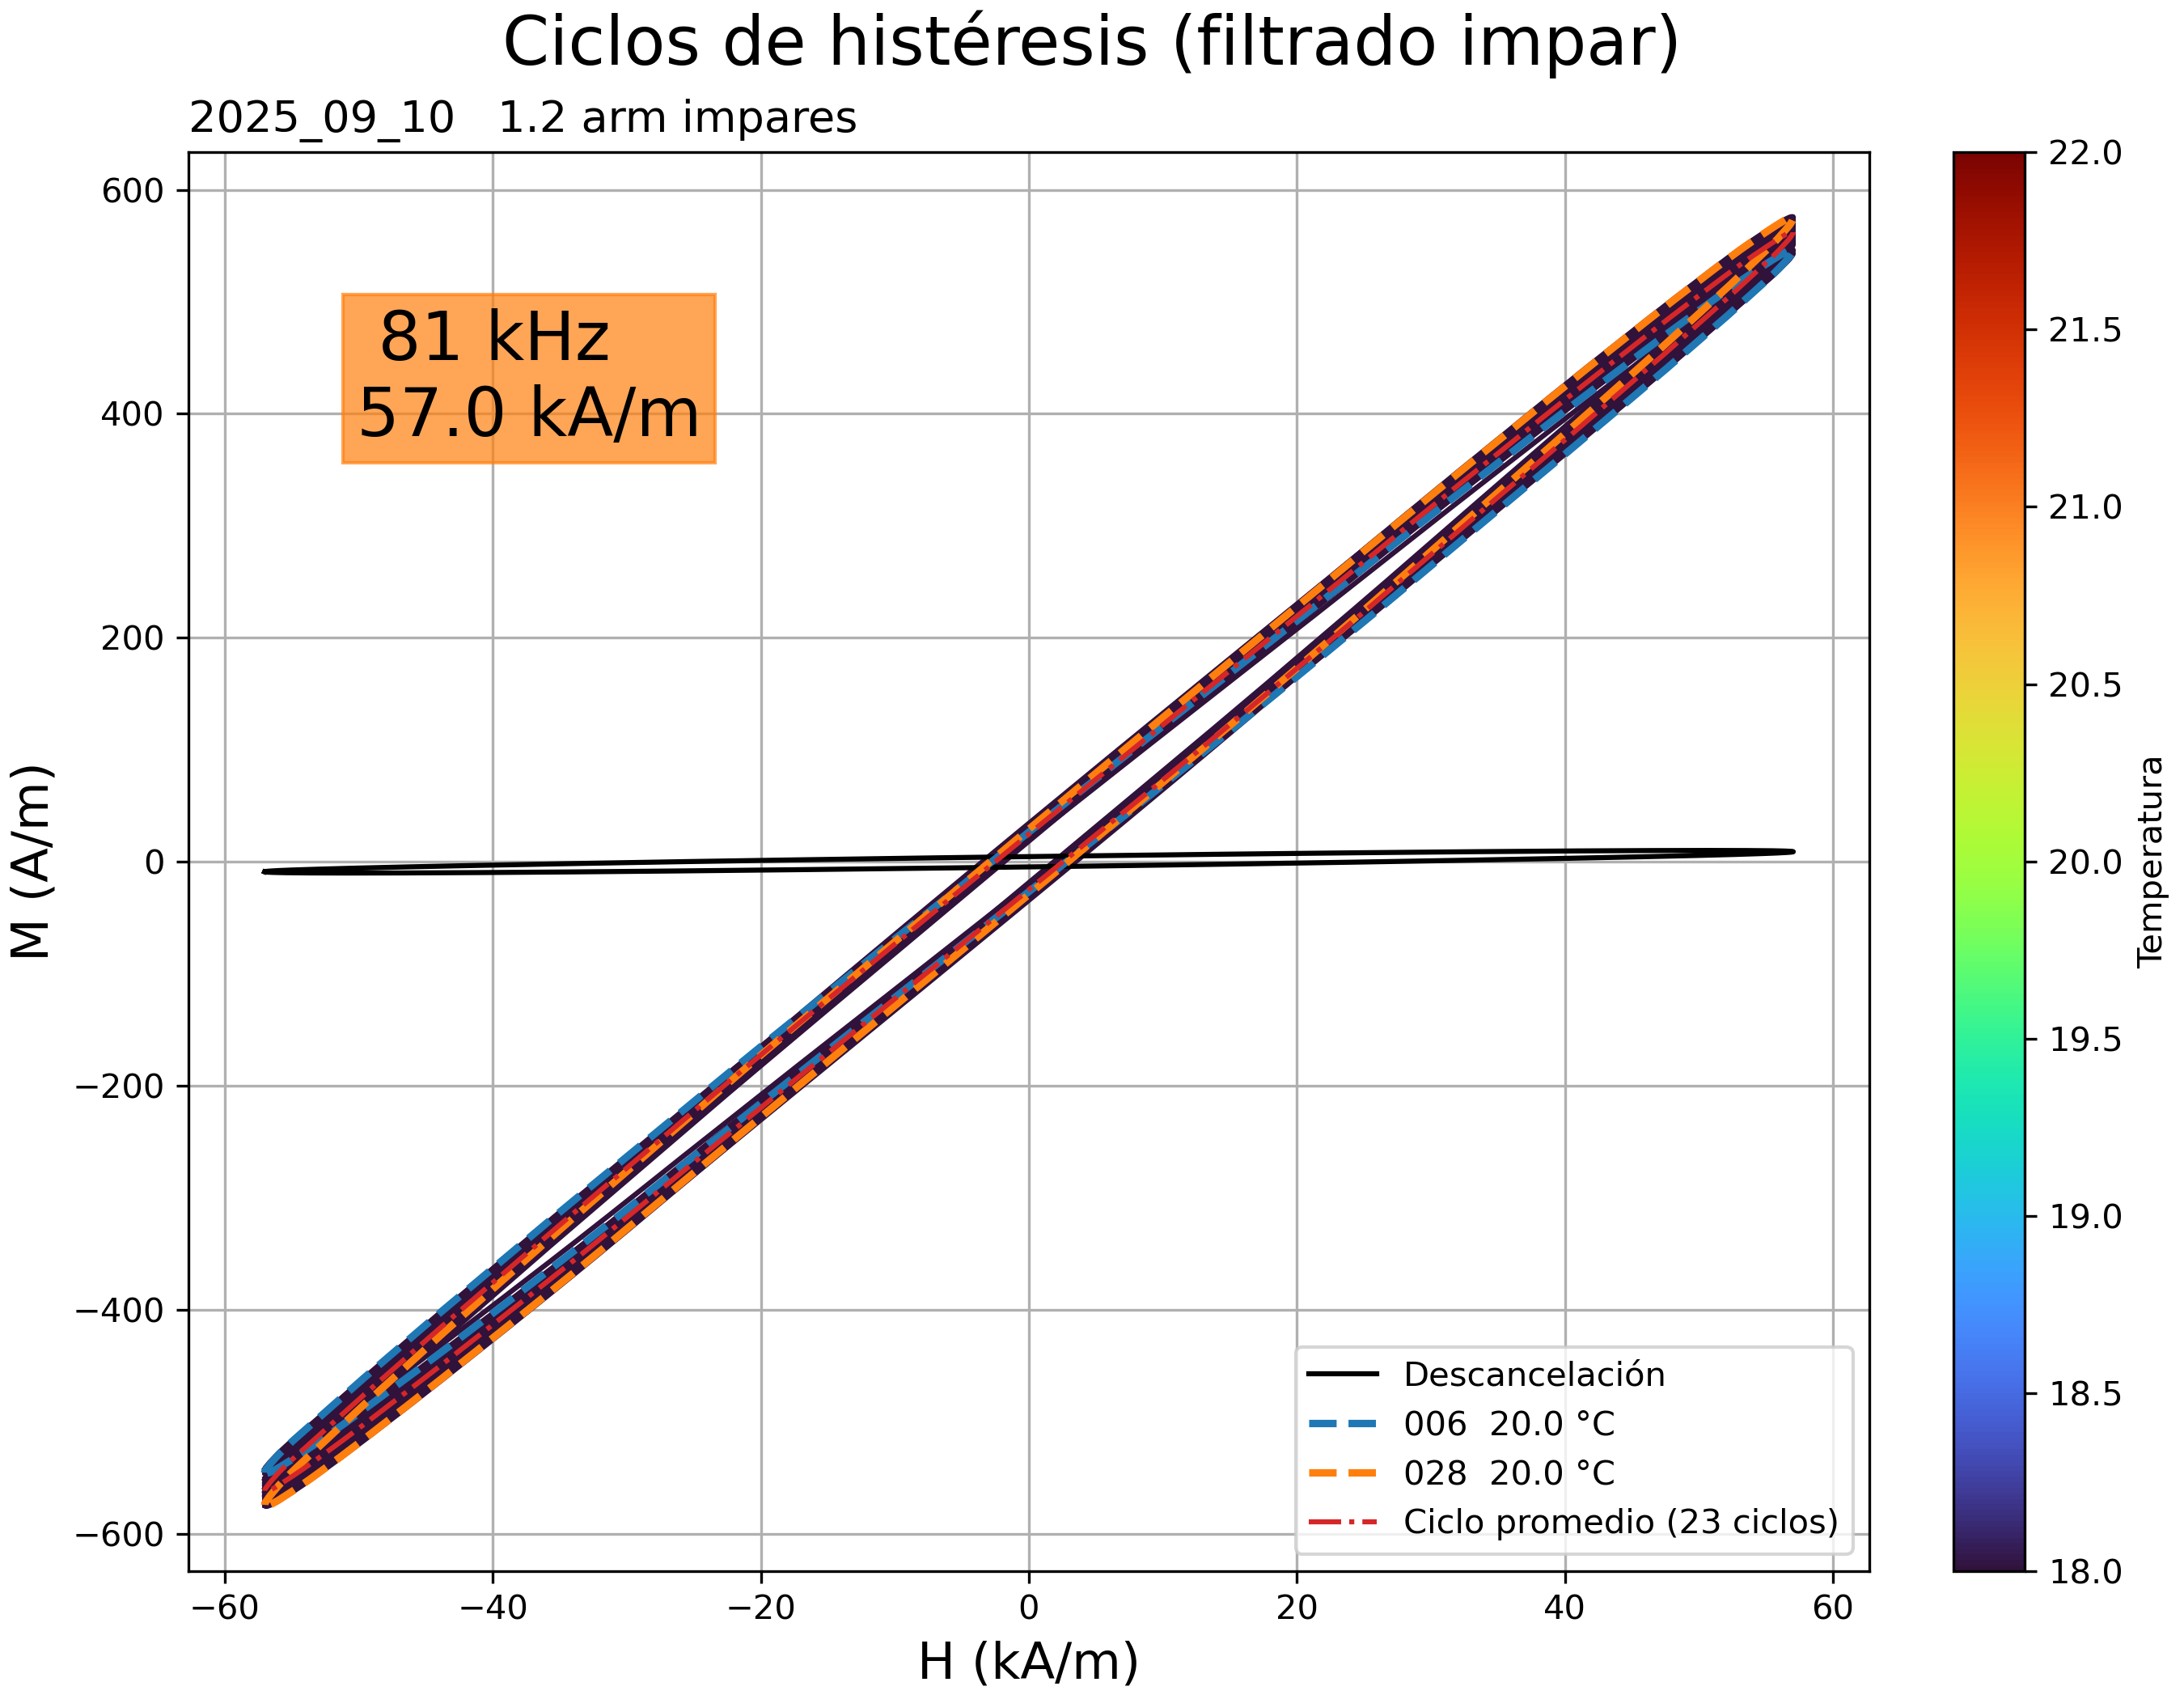 Ciclos de histéresis (filtrado impar)
2025_09_10   1.2 arm impares
81 kHz
57.0 kA/m
M (A/m)
600
400
200
0
−200
−400
−600
−60
−40
−20
0
20
40
60
H (kA/m)
Descancelación
006  20.0 °C
028  20.0 °C
Ciclo promedio (23 ciclos)
22.0
21.5
21.0
20.5
20.0
19.5
19.0
18.5
18.0
Temperatura